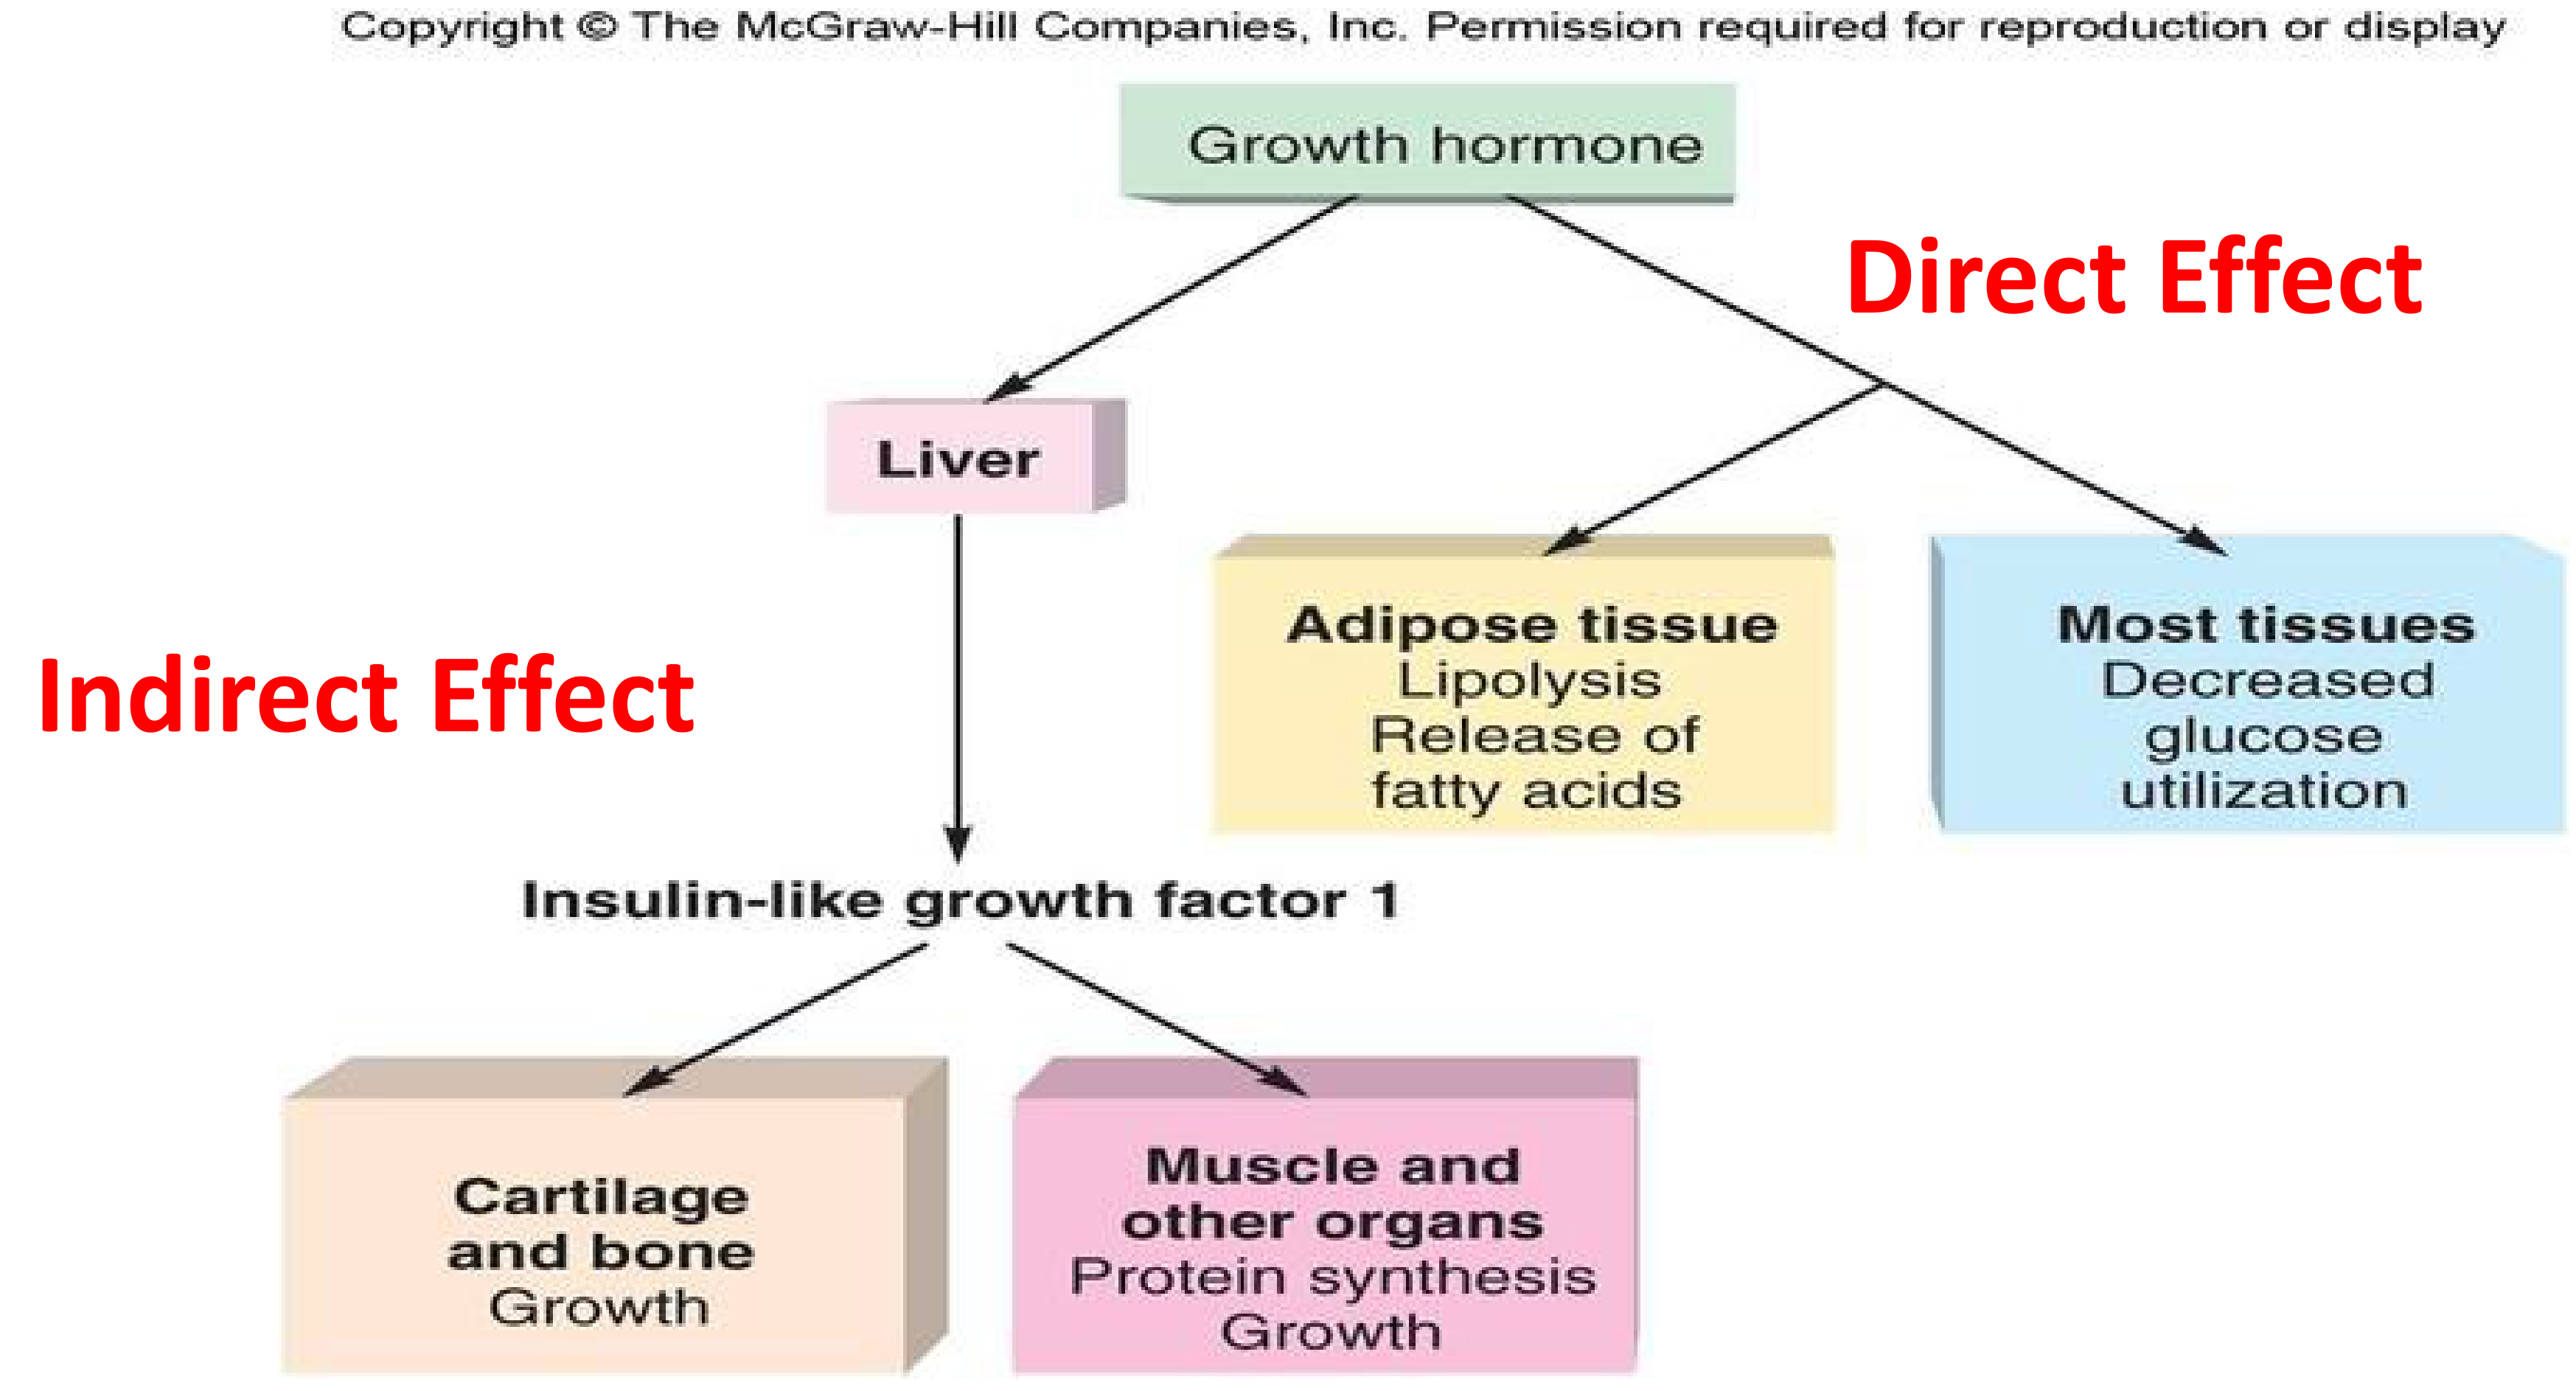 Copyright © The McGraw-Hill Companies, Inc. Permission required for reproduction or display
Growth hormone
Direct Effect
Liver
Adipose tissue
Lipolysis
Release of
fatty acids
Most tissues
Decreased
glucose
utilization
Indirect Effect
Insulin-like growth factor 1
Cartilage
and bone
Growth
Muscle and
other organs
Protein synthesis
Growth